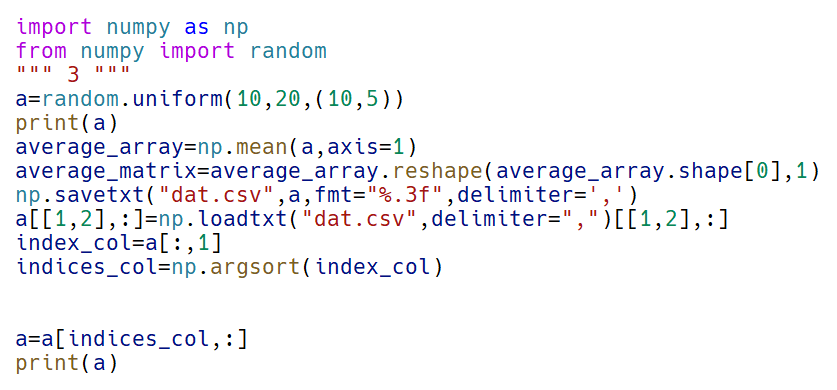 import numpy as np
from numpy import random
""" 3 """
a=random.uniform(10,20,(10,5))
print(a)
average_array=np.mean(a,axis=1)
average_matrix=average_array.reshape(average_array.shape[0],1)
np.savetxt("dat.csv",a,fmt="%.3f",delimiter=',')
a[[1,2],:]=np.loadtxt("dat.csv",delimiter=",")[[1,2],:]
index_col=a[:,1]
indices_col=np.argsort(index_col)
a=a[indices_col,:]
print(a)